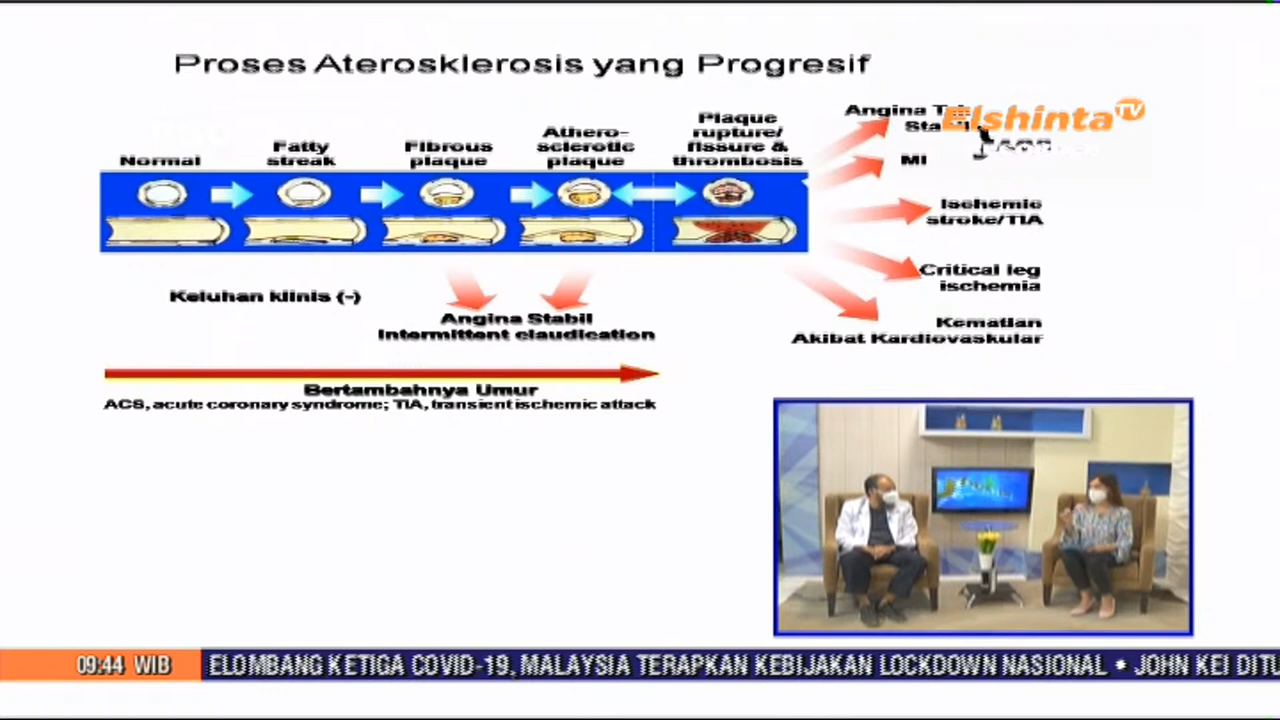 Proses Aterosklerosis yang Progresif
Normal
Fatty
streak
Fibrous
plaque
Athero-
sclerotic
plaque
Plaque
rupture/
fissure &
thrombosis
Angina
Elshinta TV
MI
Ischemic
stroke/TIA
Critical leg
ischemia
Kematian
Akibat Kardiovaskular
Keluhan klinis (-)
Angina Stabil
Intermittent claudication
Bertambahnya Umur
ACS, acute coronary syndrome; TIA, transient ischemic attack
09:44 WIB
ELOMBANG KETIGA COVID-19, MALAYSIA TERAPKAN KEBIJAKAN LOCKDOWN NASIONAL • JOHN KEI DITU